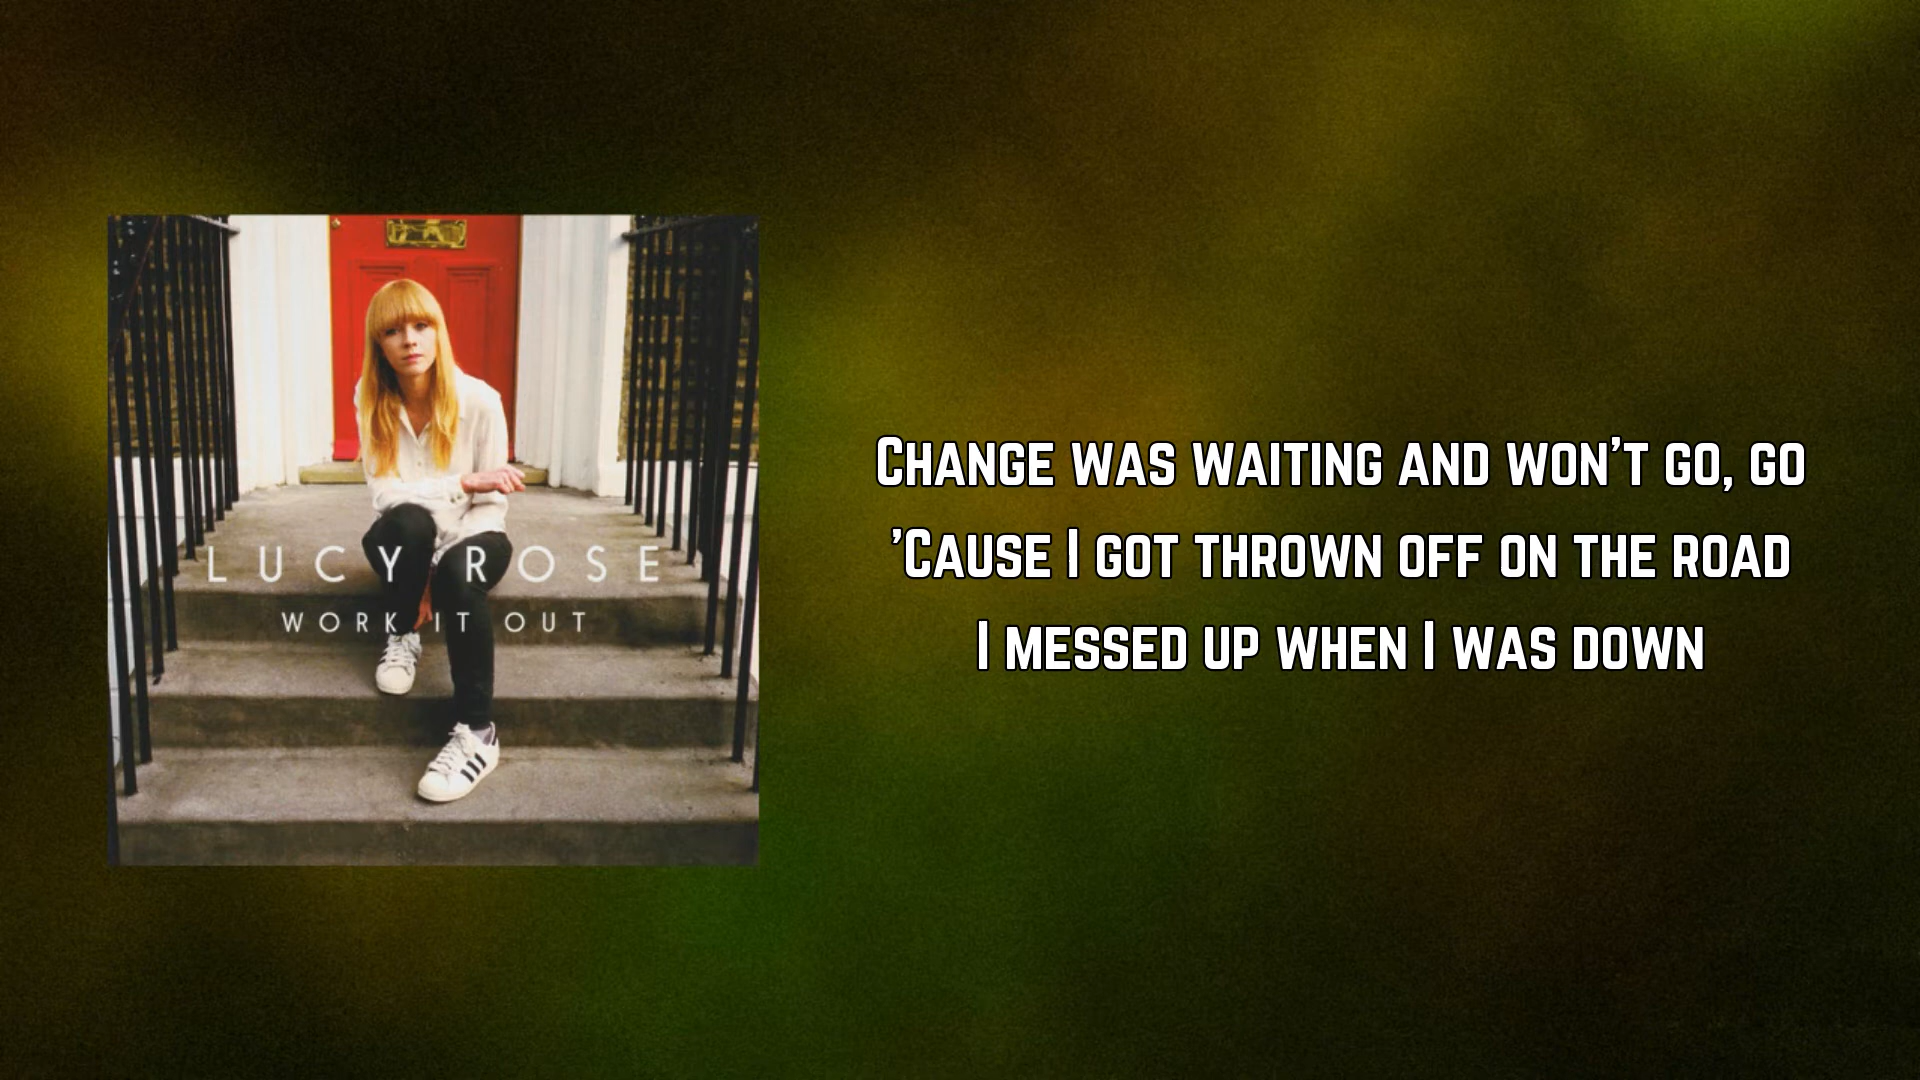 LUCY ROSE
WORK IT OUT
Change was waiting and won't go, go
'Cause I got thrown off on the road
I messed up when I was down